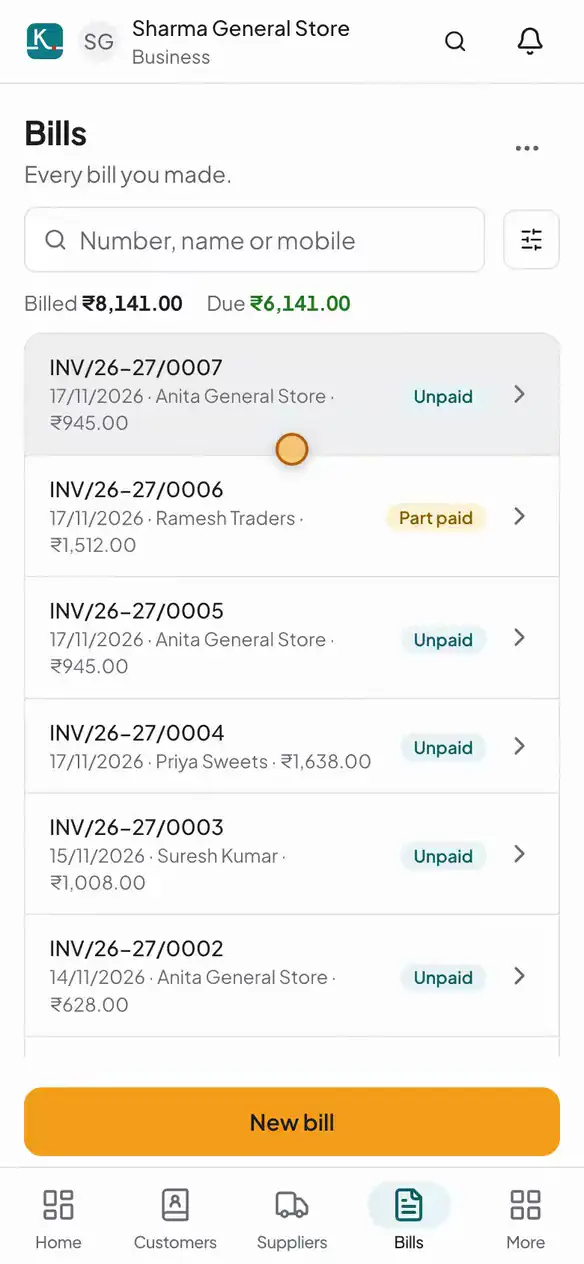 K.
SG
Sharma General Store
Business
Bills
Every bill you made.
Number, name or mobile
Billed ₹8,141.00 Due ₹6,141.00
INV/26-27/0007
17/11/2026 · Anita General Store ·
₹945.00
Unpaid
INV/26-27/0006
17/11/2026 · Ramesh Traders ·
₹1,512.00
Part paid
INV/26-27/0005
17/11/2026 · Anita General Store ·
₹945.00
Unpaid
INV/26-27/0004
17/11/2026 · Priya Sweets · ₹1,638.00
Unpaid
INV/26-27/0003
15/11/2026 · Suresh Kumar ·
₹1,008.00
Unpaid
INV/26-27/0002
14/11/2026 · Anita General Store ·
₹628.00
Unpaid
New bill
Home
Customers
Suppliers
Bills
More